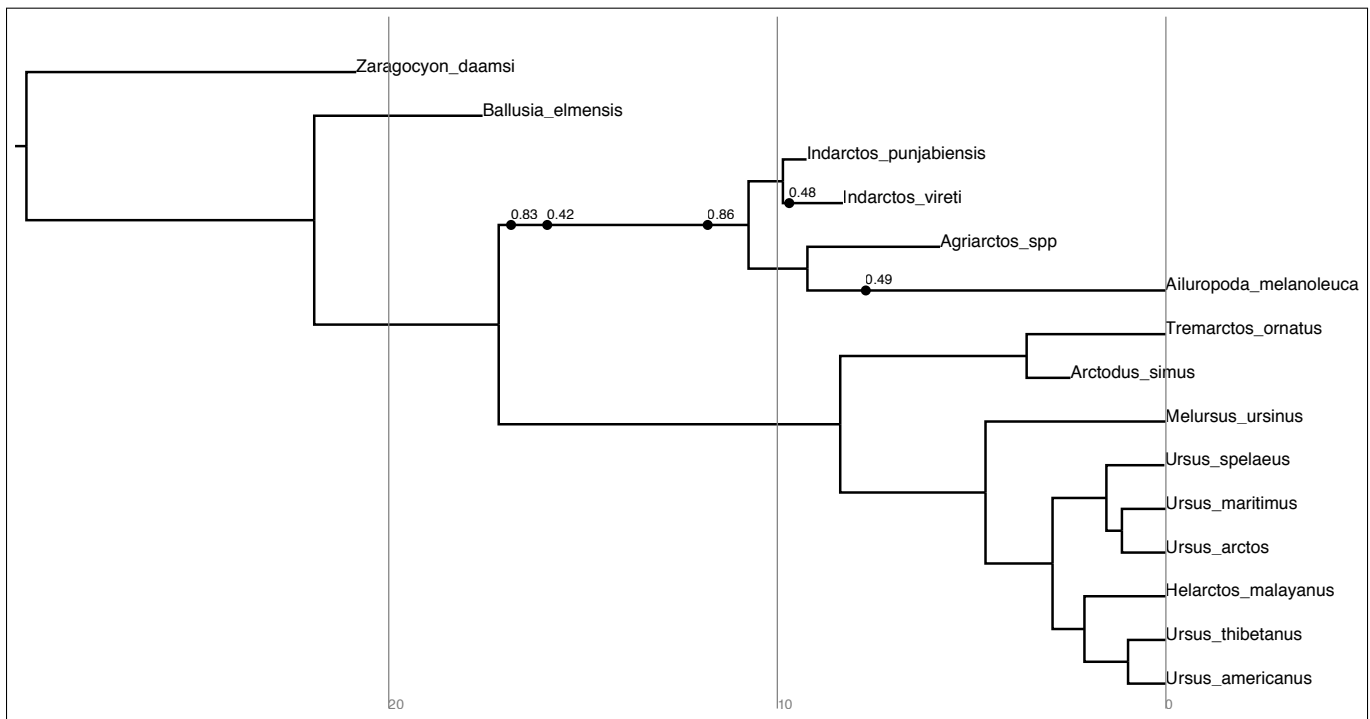 Zaragocyon_daamsi
Ballusia_elmensis
Indarctos_punjabiensis
0.48
Indarctos_vireti
0.83 0.42 0.86
Agriarctos_spp
0.49
Ailuropoda_melanoleuca
Tremarctos_ornatus
Arctodus_simus
Melursus_ursinus
Ursus_spelaeus
Ursus_maritimus
Ursus_arctos
Helarctos_malayanus
Ursus_thibetanus
Ursus_americanus
20 10 0